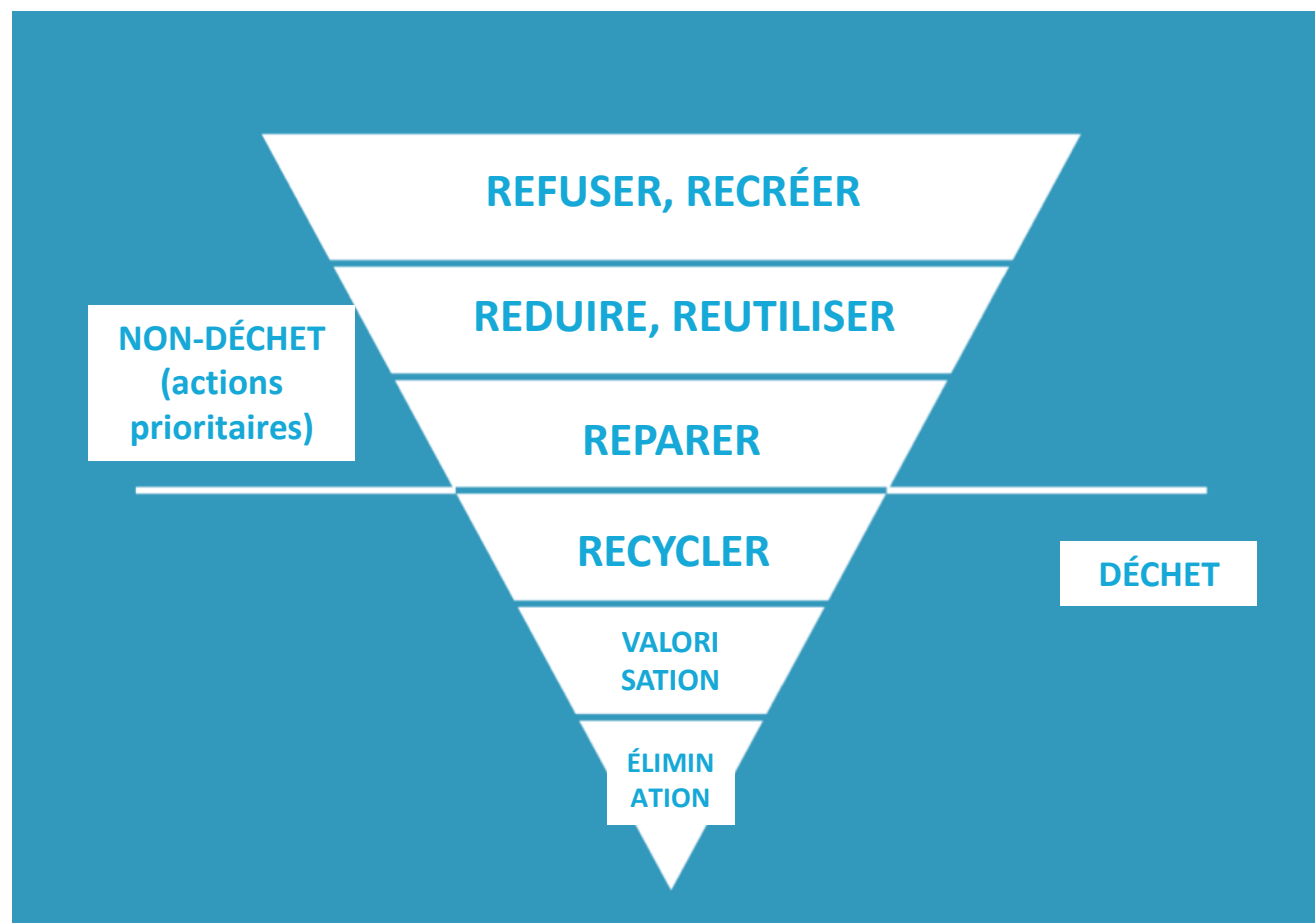 REFUSER, RECRÉER
REDUIRE, REUTILISER
NON-DÉCHET
(actions
prioritaires)
REPARER
RECYCLER
DÉCHET
VALORI
SATION
ÉLIMIN
ATION